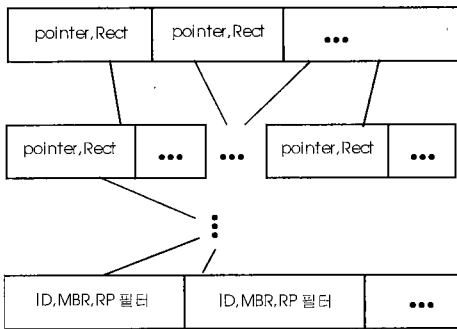 pointer,Rect pointer,Rect •••
pointer,Rect ••• ••• pointer,Rect •••
ID,MBR,RP 필터 ID,MBR,RP 필터 •••